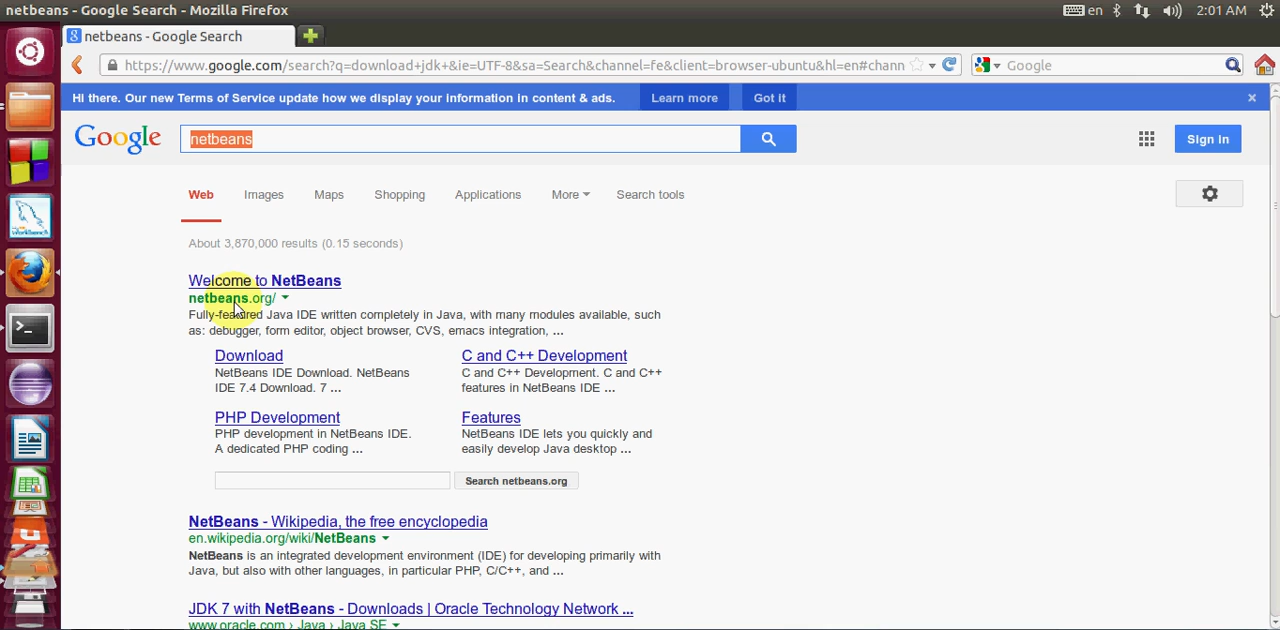 netbeans - Google Search - Mozilla Firefox
en
2:01 AM
netbeans - Google Search
https://www.google.com/search?q=download+jdk+&ie=UTF-8&sa=Search&channel=fe&client=browser-ubuntu&hl=en#chann
Google
Hi there. Our new Terms of Service update how we display your information in content & ads.
Learn more
Got it
Google
netbeans
Sign in
Web
Images
Maps
Shopping
Applications
More
Search tools
About 3,870,000 results (0.15 seconds)
Welcome to NetBeans
netbeans.org/
Fully-featured Java IDE written completely in Java, with many modules available, such
as: debugger, form editor, object browser, CVS, emacs integration, ...
Download
NetBeans IDE Download. NetBeans
IDE 7.4 Download. 7 ...
C and C++ Development
C and C++ Development. C and C++
features in NetBeans IDE ...
PHP Development
PHP development in NetBeans IDE.
A dedicated PHP coding ...
Features
NetBeans IDE lets you quickly and
easily develop Java desktop ...
Search netbeans.org
NetBeans - Wikipedia, the free encyclopedia
en.wikipedia.org/wiki/NetBeans
NetBeans is an integrated development environment (IDE) for developing primarily with
Java, but also with other languages, in particular PHP, C/C++, and ...
JDK 7 with NetBeans - Downloads | Oracle Technology Network ...
www.oracle.com › Java › Java SE